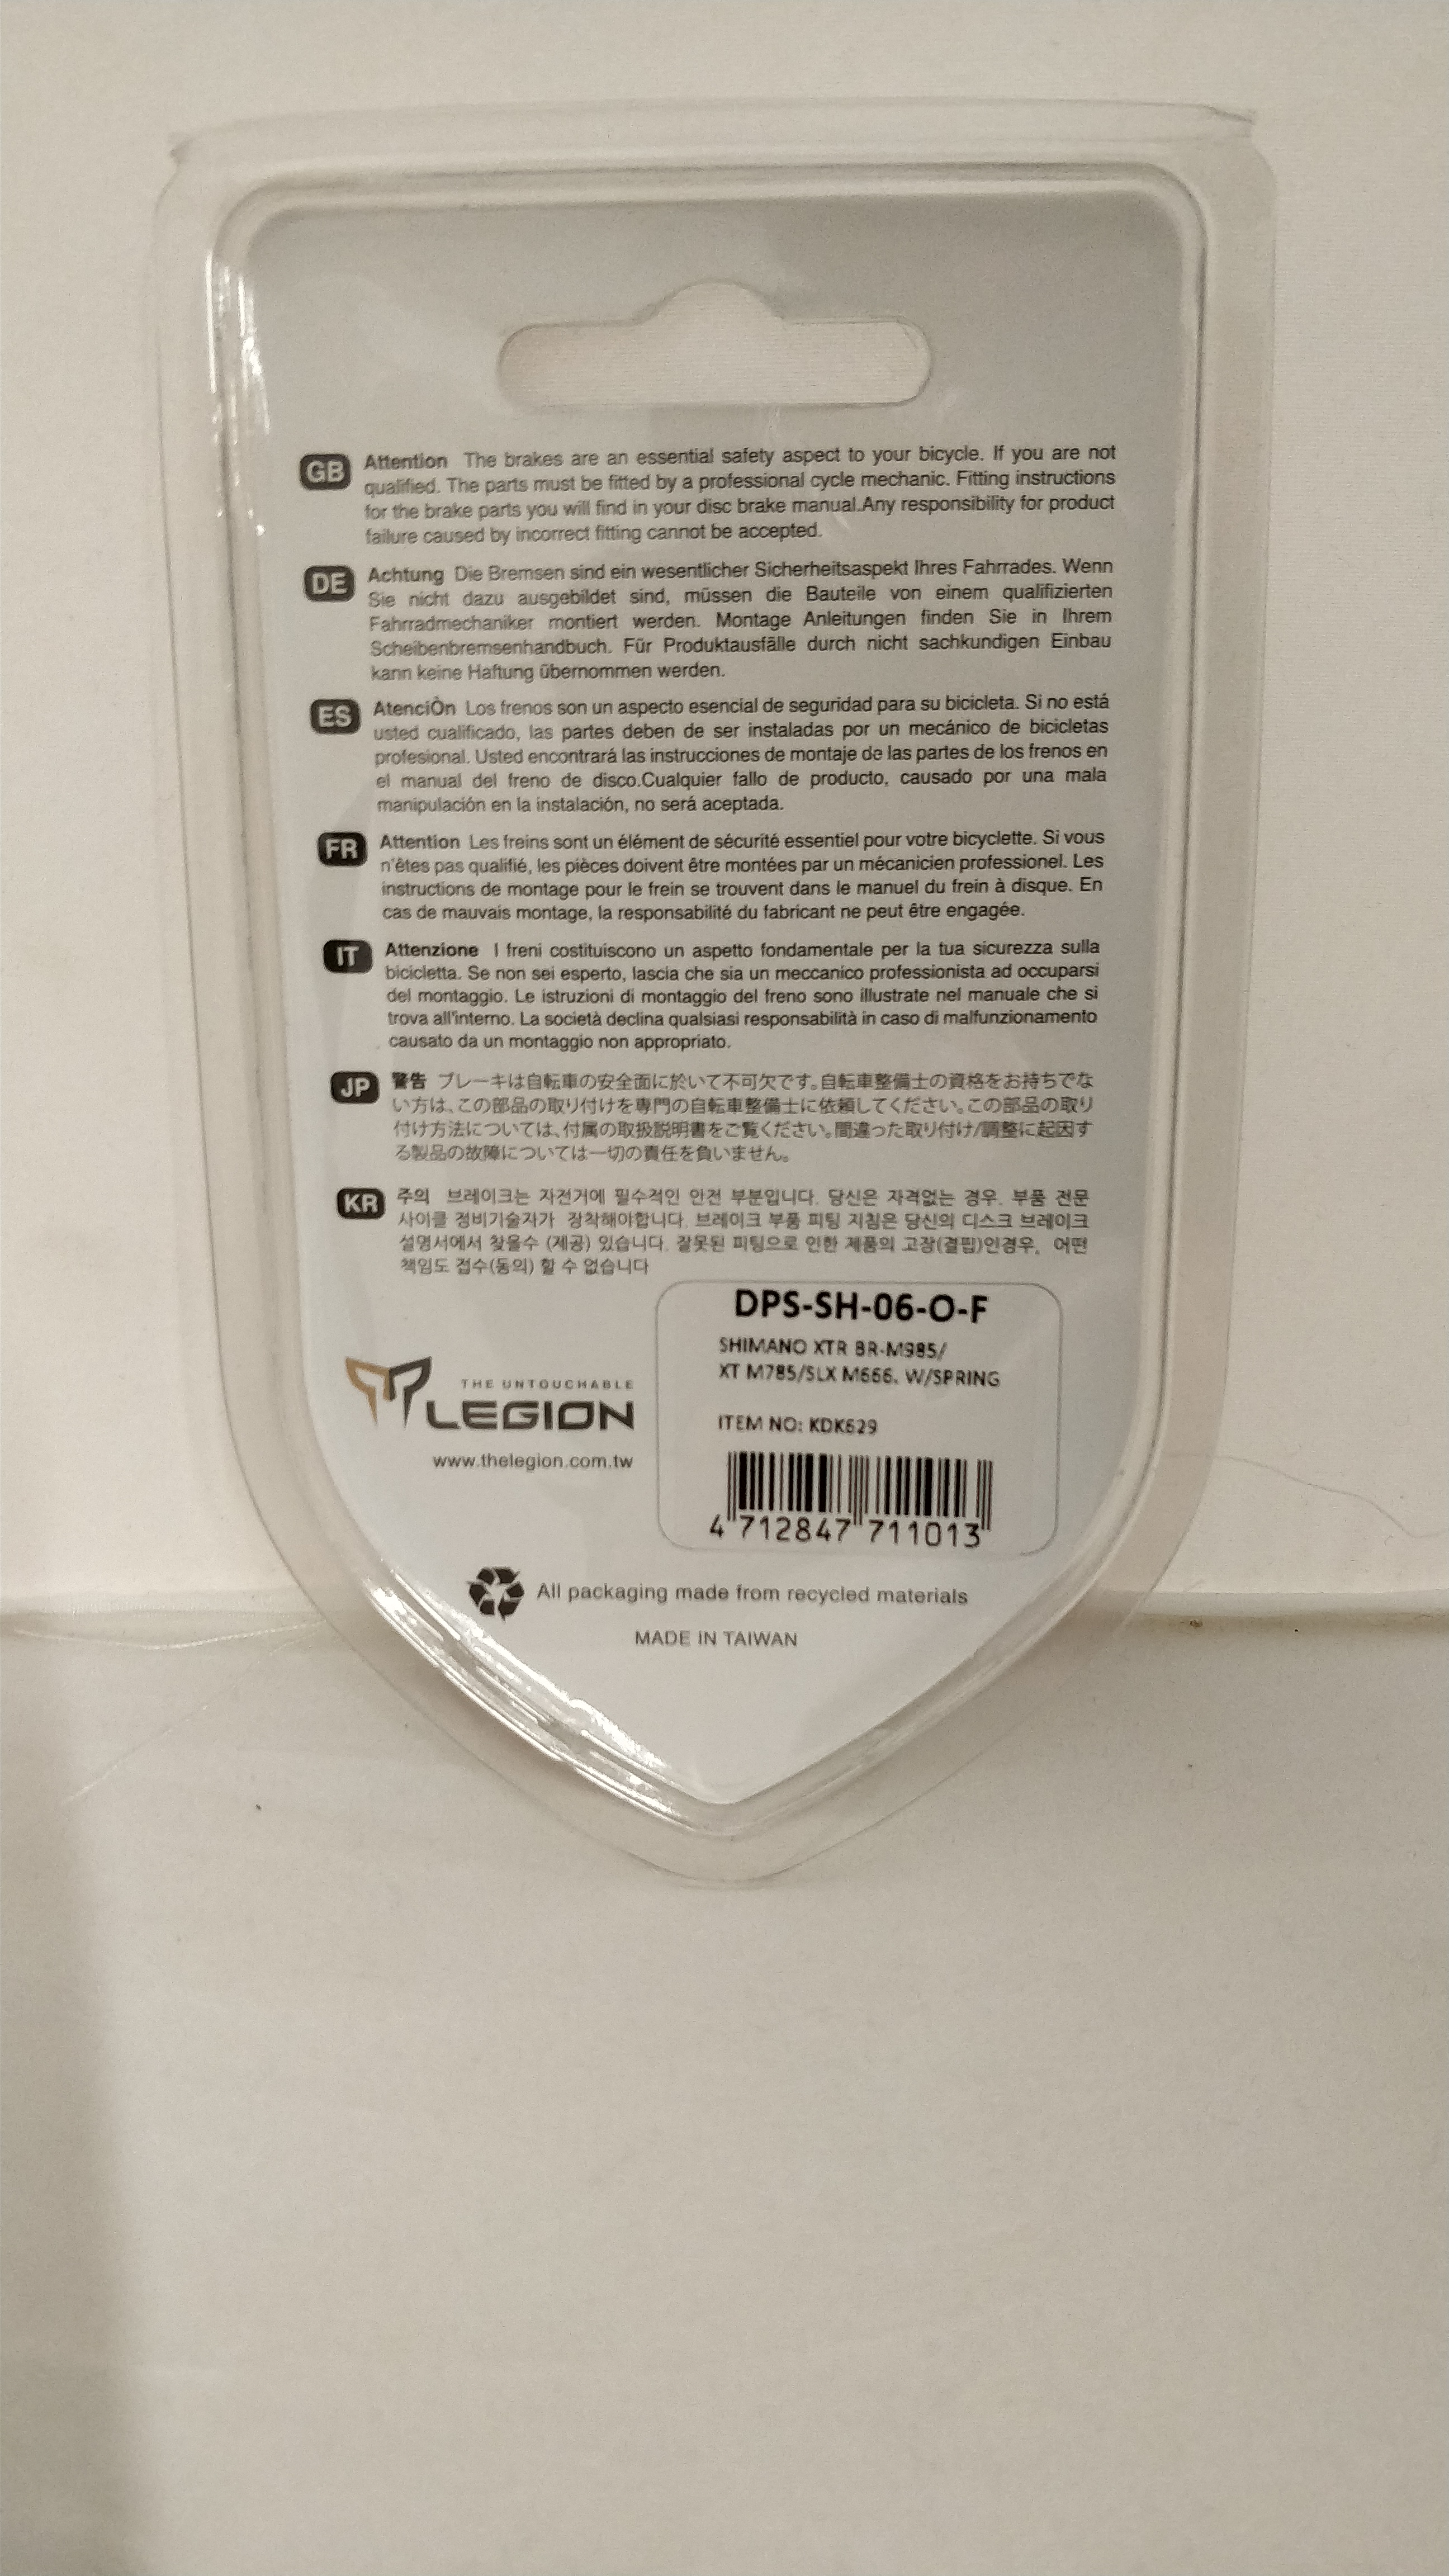 GB Attention The brakes are an essential safety aspect to your bicycle. If you are not
qualified. The parts must be fitted by a professional cycle mechanic. Fitting instructions
for the brake parts you will find in your disc brake manual.Any responsibility for product
failure caused by incorrect fitting cannot be accepted.
DE Achtung Die Bremsen sind ein wesentlicher Sicherheitsaspekt Ihres Fahrrades. Wenn
Sie nicht dazu ausgebildet sind, müssen die Bauteile von einem qualifizierten
Fahrradmechaniker montiert werden. Montage Anleitungen finden Sie in Ihrem
Scheibenbremsenhandbuch. Für Produktausfälle durch nicht sachkundigen Einbau
kann keine Haftung übernommen werden.
ES AtenciÒn Los frenos son un aspecto esencial de seguridad para su bicicleta. Si no está
usted cualificado, las partes deben de ser instaladas por un mecánico de bicicletas
profesional. Usted encontrará las instrucciones de montaje de las partes de los frenos en
el manual del freno de disco.Cualquier fallo de producto, causado por una mala
manipulación en la instalación, no será aceptada.
FR Attention Les freins sont un élément de sécurité essentiel pour votre bicyclette. Si vous
n'êtes pas qualifié, les pièces doivent être montées par un mécanicien professionel. Les
instructions de montage pour le frein se trouvent dans le manuel du frein à disque. En
cas de mauvais montage, la responsabilité du fabricant ne peut être engagée.
IT Attenzione I freni costituiscono un aspetto fondamentale per la tua sicurezza sulla
bicicletta. Se non sei esperto, lascia che sia un meccanico professionista ad occuparsi
del montaggio. Le istruzioni di montaggio del freno sono illustrate nel manuale che si
trova all'interno. La società declina qualsiasi responsabilità in caso di malfunzionamento
causato da un montaggio non appropriato.
JP 警告 ブレーキは自転車の安全面に於いて不可欠です。自転車整備士の資格をお持ちでな
い方は、この部品の取り付けを専門の自転車整備士に依頼してください。この部品の取り
付け方法については、付属の取扱説明書をご覧ください。間違った取り付け/調整に起因す
る製品の故障については一切の責任を負いません。
KR 주의 브레이크는 자전거에 필수적인 안전 부분입니다. 당신은 자격없는 경우. 부품 전문
사이클 정비기술자가 장착해야합니다. 브레이크 부품 피팅 지침은 당신의 디스크 브레이크
설명서에서 찾을수 (제공) 있습니다. 잘못된 피팅으로 인한 제품의 고장(결핍)인경우, 어떤
책임도 접수(동의) 할 수 없습니다
DPS-SH-06-O-F
SHIMANO XTR BR-M985/
XT M785/SLX M666. W/SPRING
ITEM NO: KDK629
4 712847 711013
THE UNTOUCHABLE
LEGION
www.thelegion.com.tw
All packaging made from recycled materials
MADE IN TAIWAN